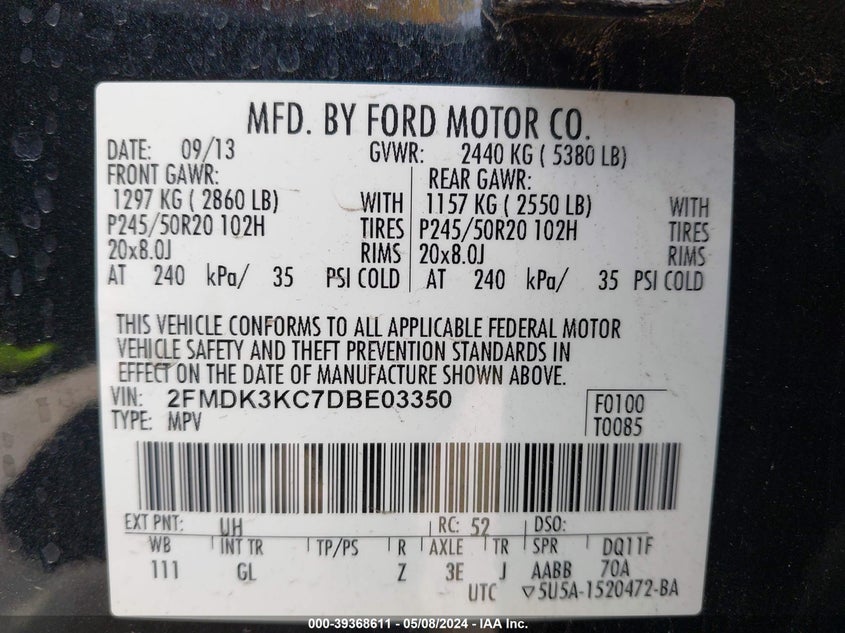 MFD. BY FORD MOTOR CO.
DATE: 09/13 GVWR: 2440 KG ( 5380 LB)
FRONT GAWR: REAR GAWR:
1297 KG ( 2860 LB) WITH 1157 KG ( 2550 LB) WITH
P245/50R20 102H TIRES P245/50R20 102H TIRES
20x8.0J RIMS 20x8.0J RIMS
AT 240 kPa/ 35 PSI COLD AT 240 kPa/ 35 PSI COLD
THIS VEHICLE CONFORMS TO ALL APPLICABLE FEDERAL MOTOR
VEHICLE SAFETY AND THEFT PREVENTION STANDARDS IN
EFFECT ON THE DATE OF MANUFACTURE SHOWN ABOVE.
VIN: 2FMDK3KC7DBE03350 F0100
TYPE: MPV T0085
EXT PNT: UH RC: 52 DSO:
WB INT TR TP/PS R AXLE TR SPR DQ11F
111 GL Z 3E J AABB 70A
UTC ▽5U5A-1520472-BA
000-39368611 - 05/08/2024 - IAA Inc.